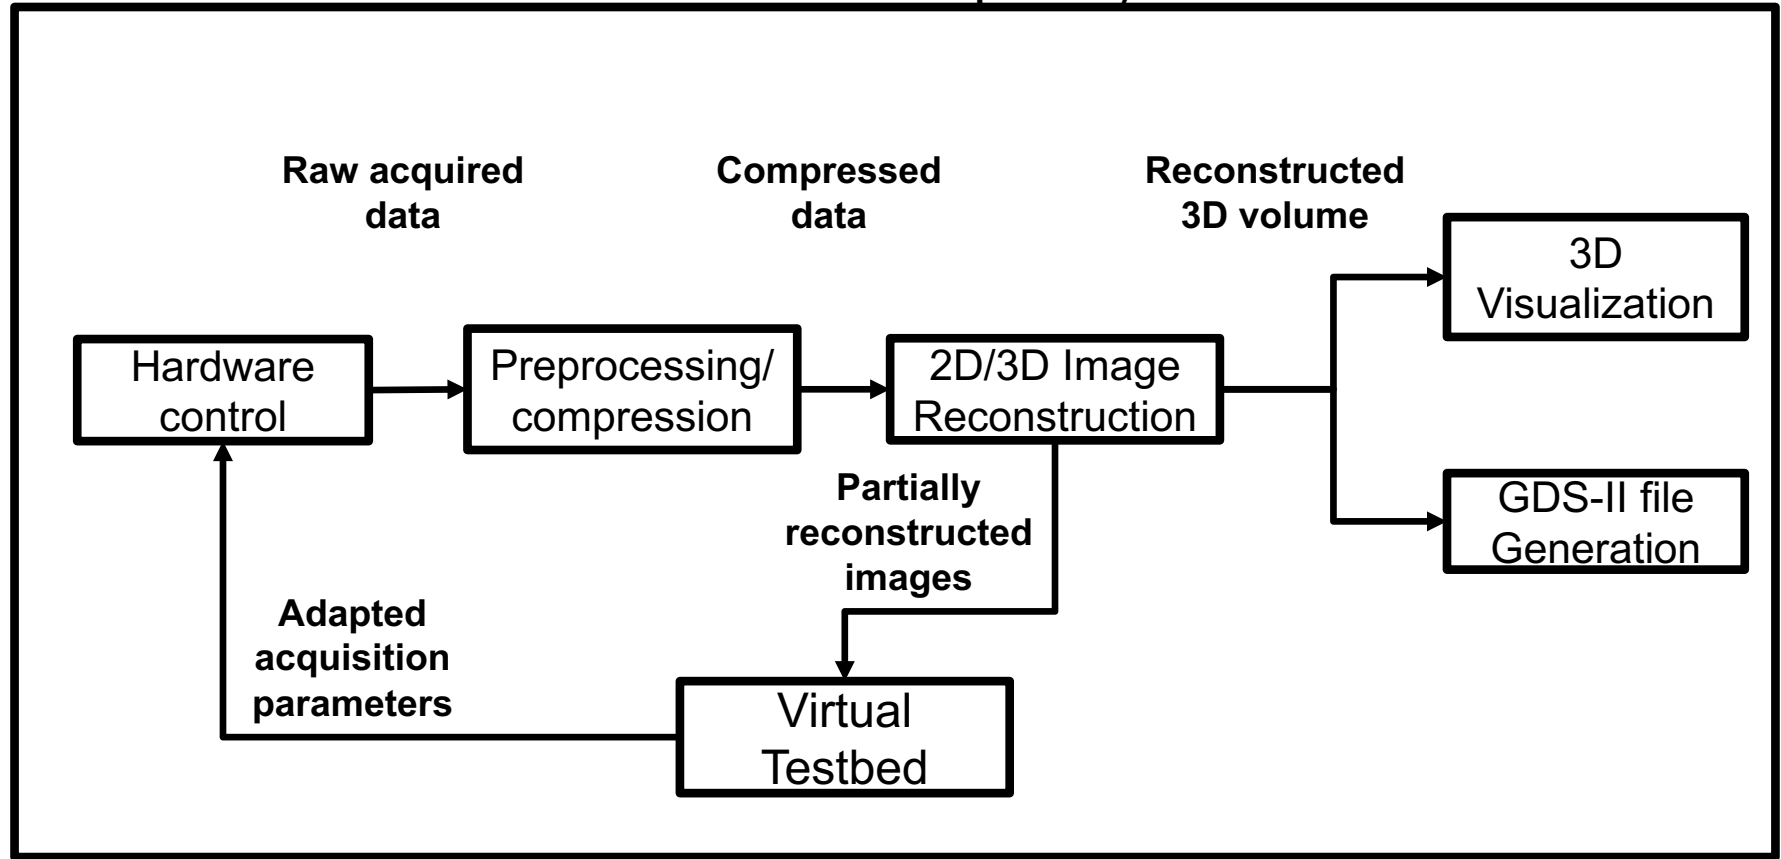 Raw acquired
data
Compressed
data
Reconstructed
3D volume
3D
Visualization
Hardware
control
Preprocessing/
compression
2D/3D Image
Reconstruction
Partially
reconstructed
images
GDS-II file
Generation
Adapted
acquisition
parameters
Virtual
Testbed